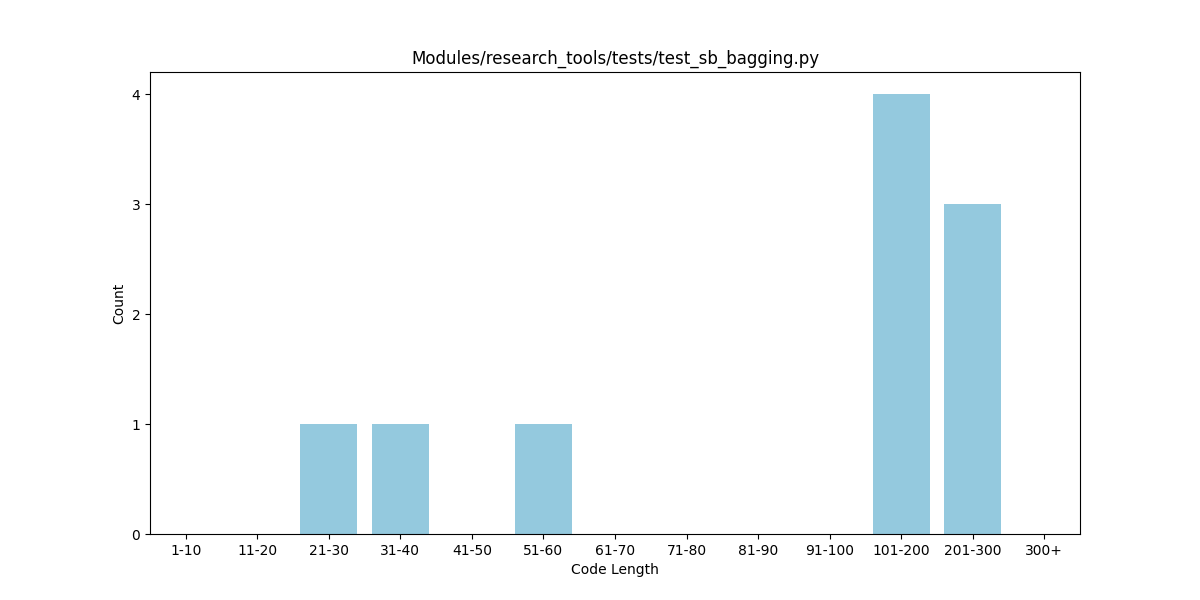 Modules/research_tools/tests/test_sb_bagging.py
4
3
2
1
0
Count
1-10 11-20 21-30 31-40 41-50 51-60 61-70 71-80 81-90 91-100 101-200 201-300 300+
Code Length